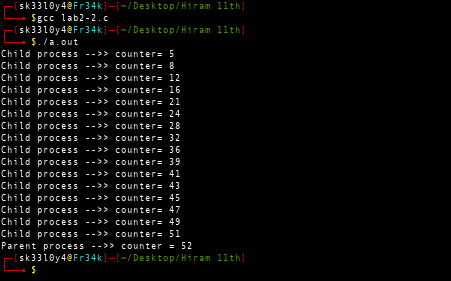 ┌─[sk33l0y4@Fr34k]─[~/Desktop/Hiram 11th]
└──╼ $gcc lab2-2.c
┌─[sk33l0y4@Fr34k]─[~/Desktop/Hiram 11th]
└──╼ $./a.out
Child process -->> counter= 5
Child process -->> counter= 8
Child process -->> counter= 12
Child process -->> counter= 16
Child process -->> counter= 21
Child process -->> counter= 24
Child process -->> counter= 28
Child process -->> counter= 32
Child process -->> counter= 36
Child process -->> counter= 39
Child process -->> counter= 41
Child process -->> counter= 43
Child process -->> counter= 45
Child process -->> counter= 47
Child process -->> counter= 49
Child process -->> counter= 51
Parent process -->> counter = 52
┌─[sk33l0y4@Fr34k]─[~/Desktop/Hiram 11th]
└──╼ $